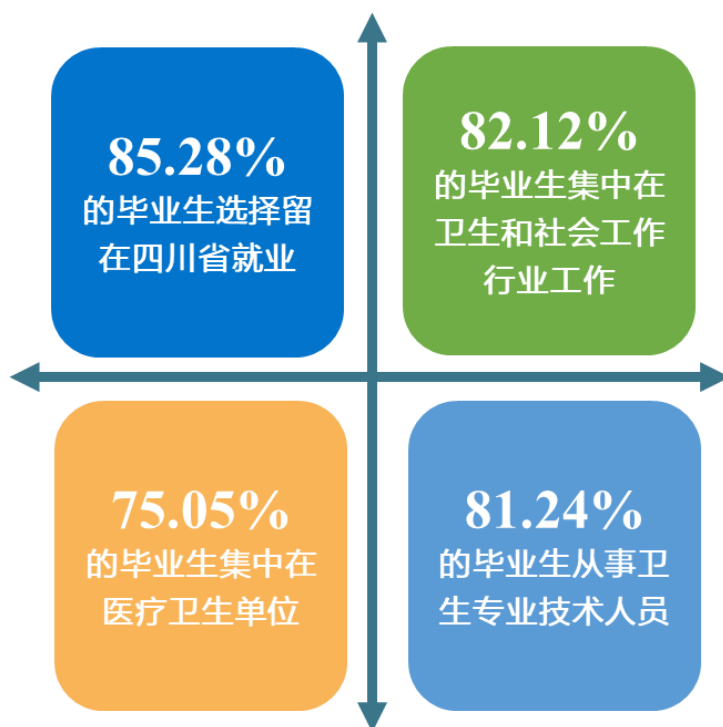 85.28%
的毕业生选择留
在四川省就业
82.12%
的毕业生集中在
卫生和社会工作
行业工作
75.05%
的毕业生集中在
医疗卫生单位
81.24%
的毕业生从事卫
生专业技术人员